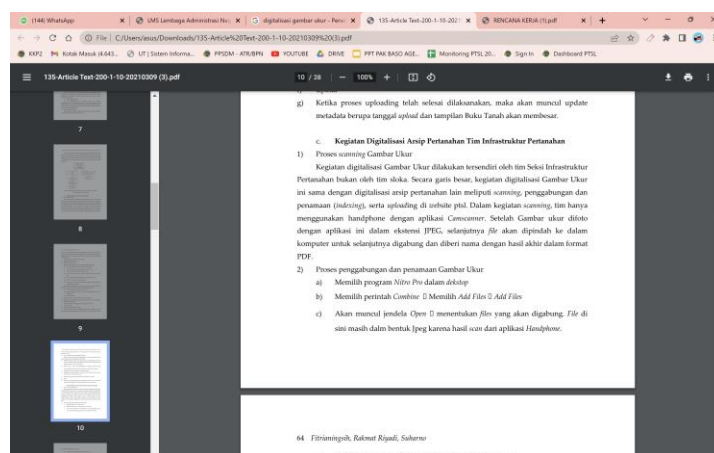 (144) WhatsApp
LMS Lembaga Administrasi Neg
digitalisasi gambar ukur - Penel
135-Article Text-200-1-10-2021
RENCANA KERJA (1).pdf
File | C:/Users/asus/Downloads/135-Article%20Text-200-1-10-20210309%20(3).pdf
KKP2
Kotak Masuk (4.643...
UT | Sistem Informa...
PPSDM - ATR/BPN
YOUTUBE
DRIVE
PPT PAK BASO AGE...
Monitoring PTSL 20...
Sign In
Dashboard PTSL
135-Article Text-200-1-10-20210309 (3).pdf
10 / 28
100%
7
8
9
10
g) Ketika proses uploading telah selesai dilaksanakan, maka akan muncul update
metadata berupa tanggal upload dan tampilan Buku Tanah akan membesar.
c. Kegiatan Digitalisasi Arsip Pertanahan Tim Infrastruktur Pertanahan
1) Proses scanning Gambar Ukur
Kegiatan digitalisasi Gambar Ukur dilakukan tersendiri oleh tim Seksi Infrastruktur
Pertanahan bukan oleh tim sloka. Secara garis besar, kegiatan digitalisasi Gambar Ukur
ini sama dengan digitalisasi arsip pertanahan lain meliputi scanning, penggabungan dan
penamaan (indexing), serta uploading di website ptsl. Dalam kegiatan scanning, tim hanya
menggunakan handphone dengan aplikasi Camscanner. Setelah Gambar ukur difoto
dengan aplikasi ini dalam ekstensi JPEG, selanjutnya file akan dipindah ke dalam
komputer untuk selanjutnya digabung dan diberi nama dengan hasil akhir dalam format
PDF.
2) Proses penggabungan dan penamaan Gambar Ukur
a) Memilih program Nitro Pro dalam dekstop
b) Memilih perintah Combine Memilih Add Files Add Files
c) Akan muncul jendela Open menentukan files yang akan digabung. File di
sini masih dalm bentuk Jpeg karena hasil scan dari aplikasi Handphone.
64 Fitrianingsih, Rakmat Riyadi, Suharno